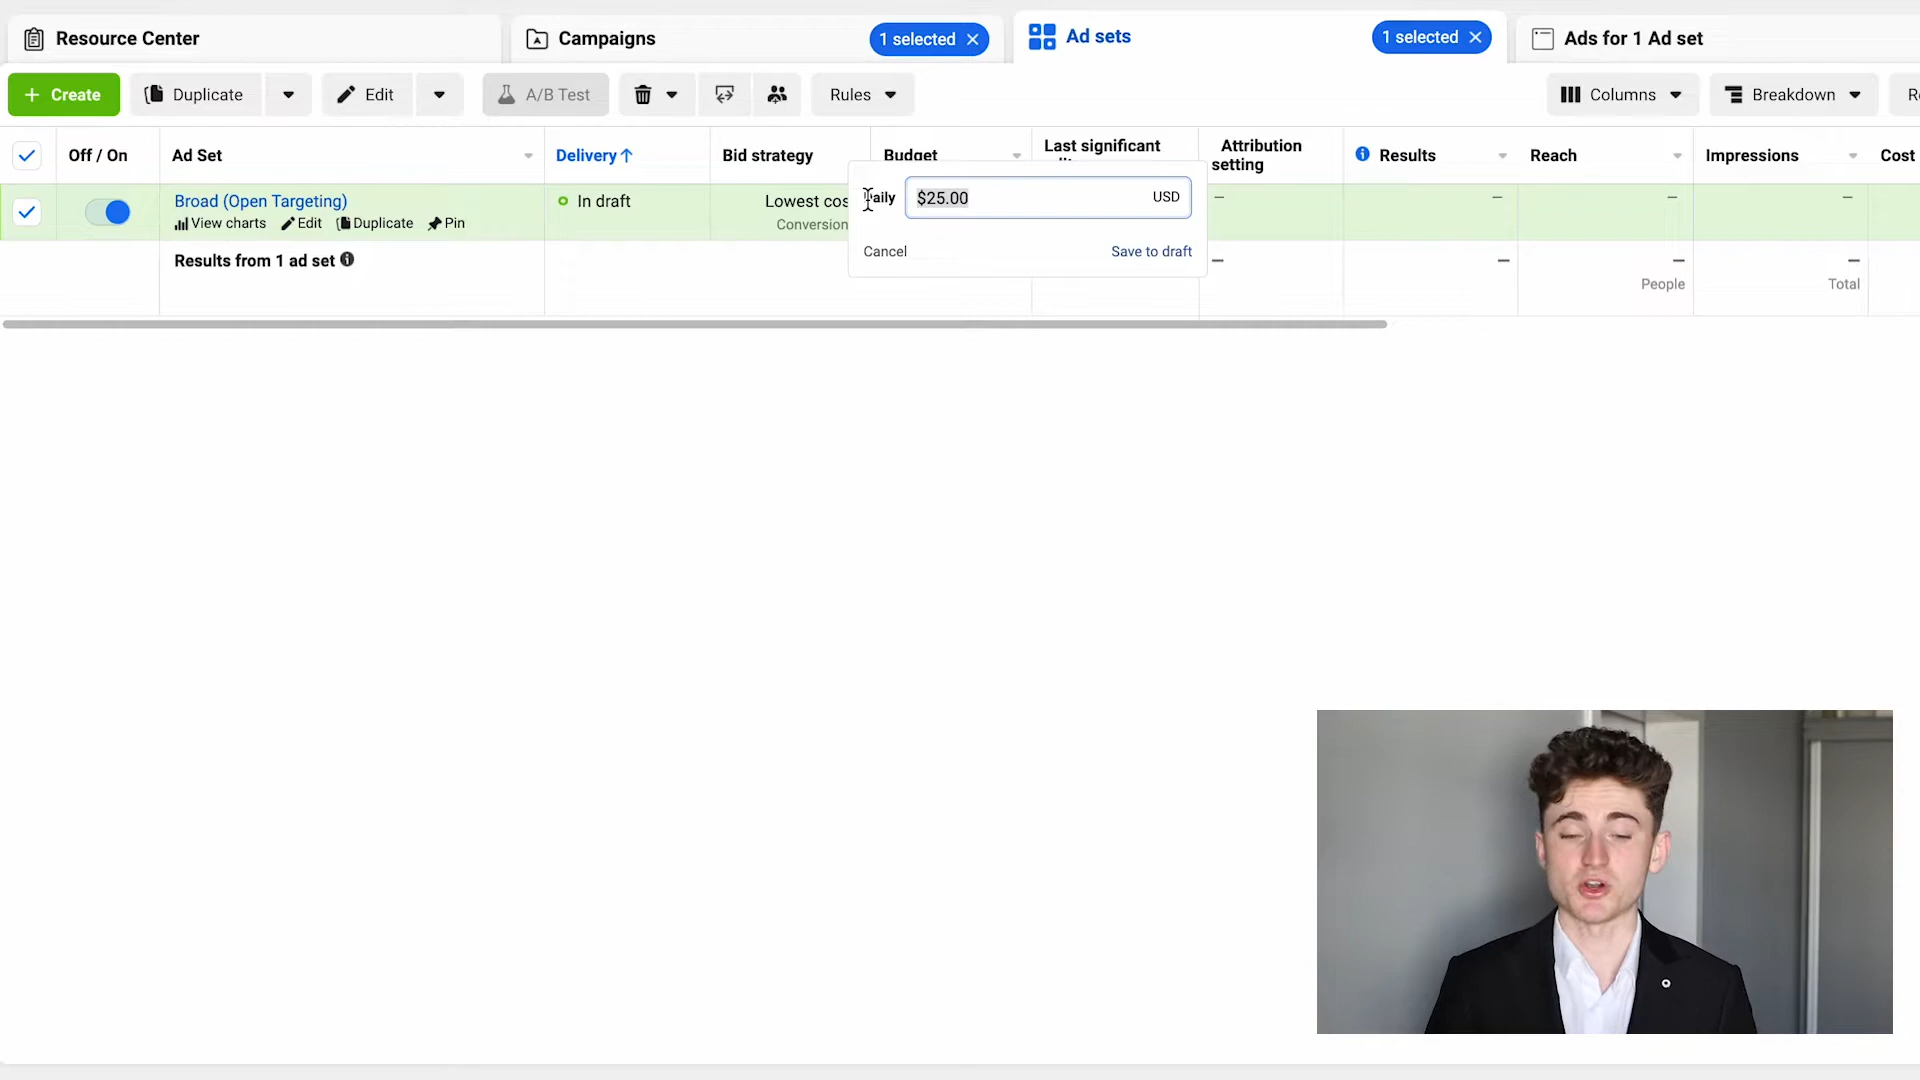 Resource Center
Campaigns
1 selected
Ad sets
1 selected
Ads for 1 Ad set
+ Create
Duplicate
Edit
A/B Test
Rules
Columns
Breakdown
Off / On
Ad Set
Delivery↑
Bid strategy
Budget
Last significant
Attribution
setting
Results
Reach
Impressions
Cost
Broad (Open Targeting)
View charts
Edit
Duplicate
Pin
In draft
Lowest cos
Conversion
aily
$25.00
USD
Cancel
Save to draft
—
—
—
—
Results from 1 ad set
—
—
—
People
—
Total